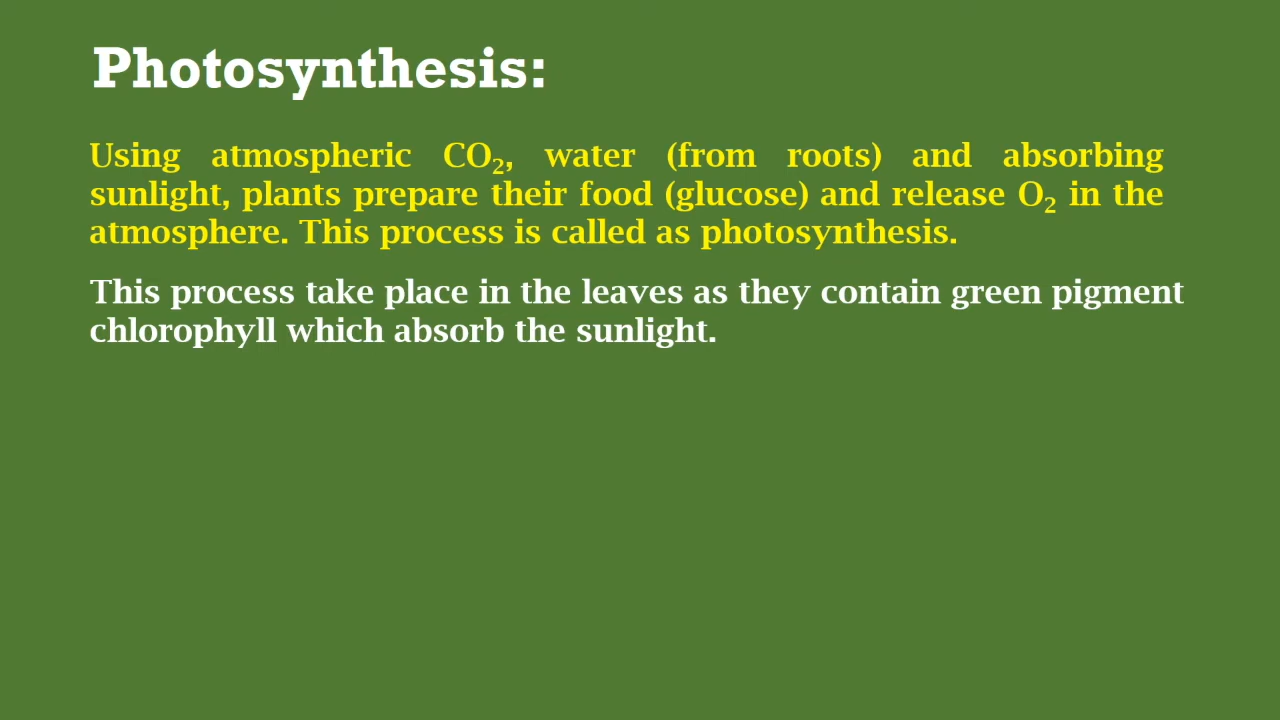 Photosynthesis:
Using atmospheric CO₂, water (from roots) and absorbing
sunlight, plants prepare their food (glucose) and release O₂ in the
atmosphere. This process is called as photosynthesis.
This process take place in the leaves as they contain green pigment
chlorophyll which absorb the sunlight.